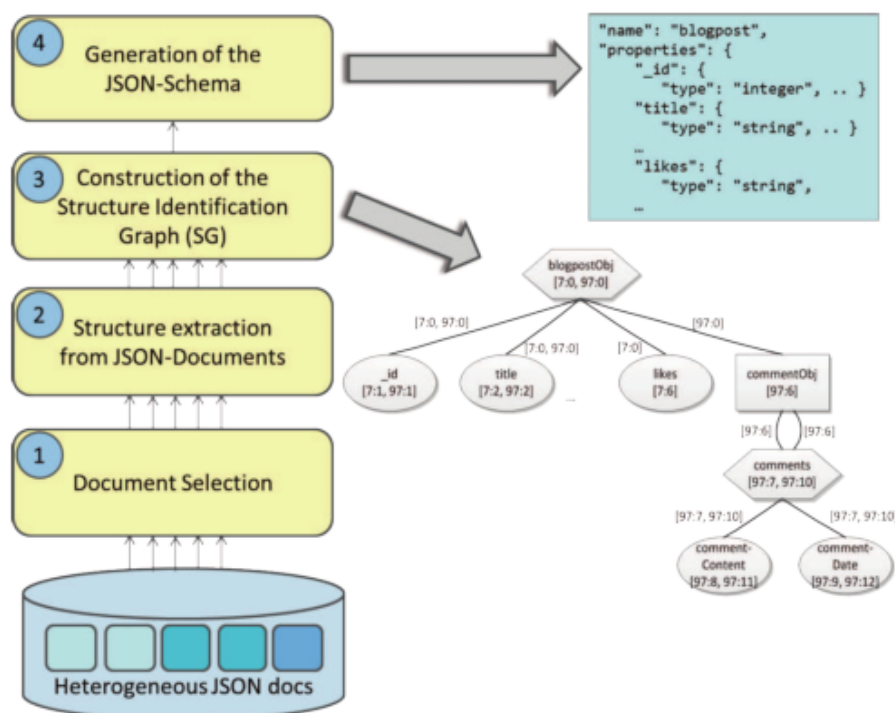 4
Generation of the
JSON-Schema
3
Construction of the
Structure Identification
Graph (SG)
2
Structure extraction
from JSON-Documents
1
Document Selection
Heterogeneous JSON docs
"name": "blogpost",
"properties": {
"_id": {
"type": "integer", .. }
"title": {
"type": "string", .. }
…
"likes": {
"type": "string",
…
blogpostObj
[7:0, 97:0]
[7:0, 97:0]
[7:0, 97:0]
[7:0]
[97:0]
_id
[7:1, 97:1]
title
[7:2, 97:2]
...
likes
[7:6]
commentObj
[97:6]
[97:6]
[97:6]
comments
[97:7, 97:10]
[97:7, 97:10]
[97:7, 97:10]
comment-
Content
[97:8, 97:11]
comment-
Date
[97:9, 97:12]